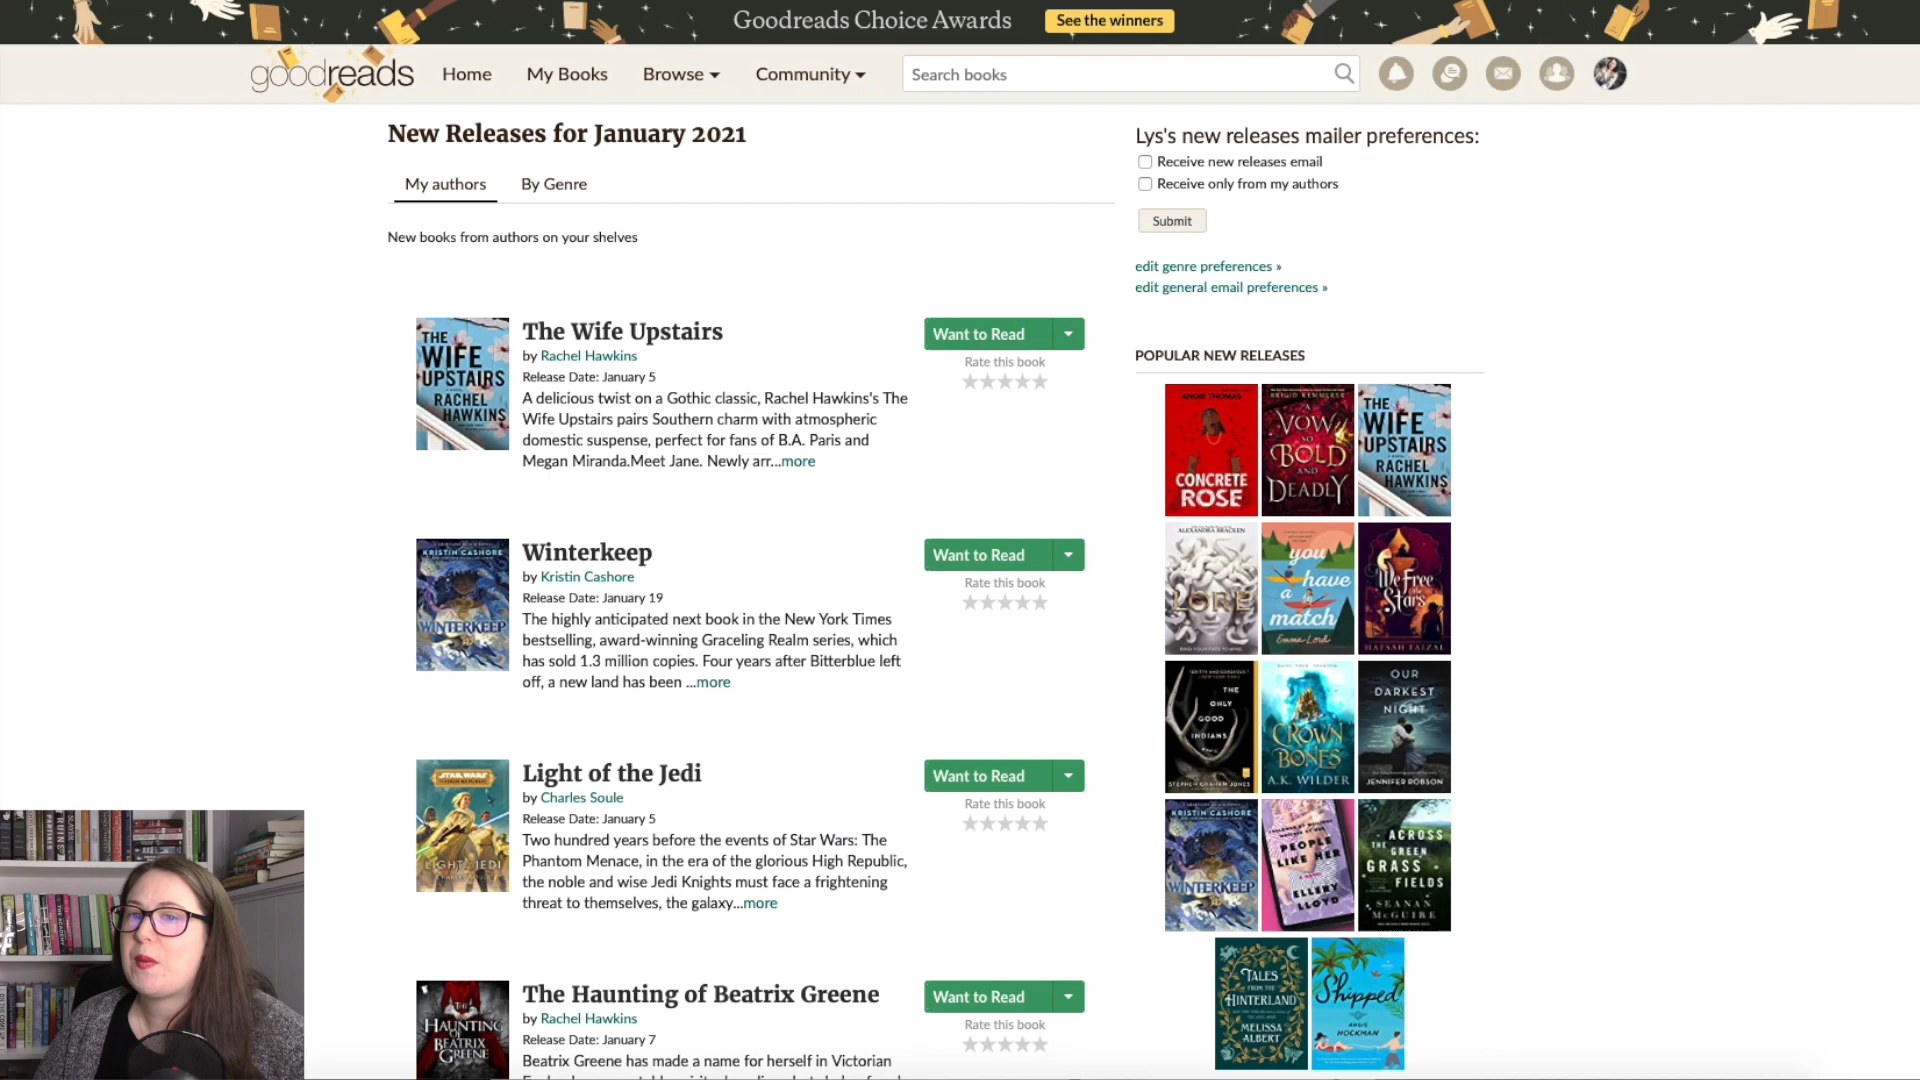 Goodreads Choice Awards
See the winners
goodreads
Home
My Books
Browse
Community
Search books
New Releases for January 2021
My authors
By Genre
New books from authors on your shelves
THE
WIFE
UPSTAIRS
RACHEL
HAWKINS
The Wife Upstairs
by Rachel Hawkins
Release Date: January 5
A delicious twist on a Gothic classic, Rachel Hawkins's The
Wife Upstairs pairs Southern charm with atmospheric
domestic suspense, perfect for fans of B.A. Paris and
Megan Miranda.Meet Jane. Newly arr...more
Want to Read
Rate this book
KRISTIN CASHORE
WINTERKEEP
Winterkeep
by Kristin Cashore
Release Date: January 19
The highly anticipated next book in the New York Times
bestselling, award-winning Graceling Realm series, which
has sold 1.3 million copies. Four years after Bitterblue left
off, a new land has been ...more
Want to Read
Rate this book
STAR WARS
LIGHT JEDI
Light of the Jedi
by Charles Soule
Release Date: January 5
Two hundred years before the events of Star Wars: The
Phantom Menace, in the era of the glorious High Republic,
the noble and wise Jedi Knights must face a frightening
threat to themselves, the galaxy...more
Want to Read
Rate this book
THE
HAUNTING
OF
BEATRIX
GREENE
The Haunting of Beatrix Greene
by Rachel Hawkins
Release Date: January 7
Beatrix Greene has made a name for herself in Victorian
Want to Read
Rate this book
Lys's new releases mailer preferences:
Receive new releases email
Receive only from my authors
Submit
edit genre preferences »
edit general email preferences »
POPULAR NEW RELEASES
ANGIE THOMAS
CONCRETE
ROSE
BRIGID KEMMERER
A
VOW
SO
BOLD
AND
DEADLY
THE
WIFE
UPSTAIRS
RACHEL
HAWKINS
ALEXANDRA BRACKEN
LORE
you
have
a
match
Emma Lord
We Free
the
Stars
HAFSAH FAIZAL
THE
ONLY
GOOD
INDIANS
STEPHEN GRAHAM JONES
CROWN
BONES
A.K. WILDER
OUR
DARKEST
NIGHT
JENNIFER ROBSON
KRISTIN CASHORE
WINTERKEEP
PEOPLE
LIKE HER
ELLERY
LLOYD
ACROSS
THE GREEN
GRASS
FIELDS
SEANAN
McGUIRE
TALES
FROM THE
HINTERLAND
MELISSA
ALBERT
Shipped
ANGIE
HOCKMAN